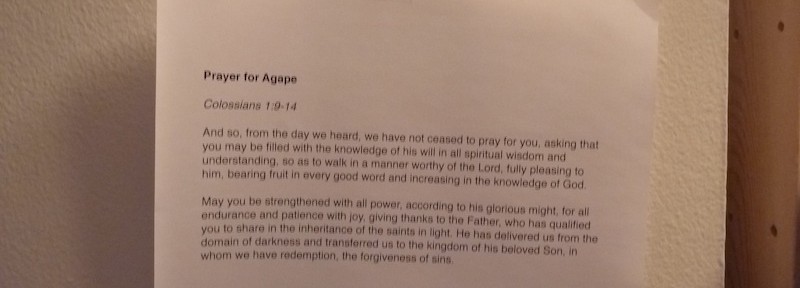 Prayer for Agape
Colossians 1:9-14
And so, from the day we heard, we have not ceased to pray for you, asking that
you may be filled with the knowledge of his will in all spiritual wisdom and
understanding, so as to walk in a manner worthy of the Lord, fully pleasing to
him, bearing fruit in every good word and increasing in the knowledge of God.
May you be strengthened with all power, according to his glorious might, for all
endurance and patience with joy, giving thanks to the Father, who has qualified
you to share in the inheritance of the saints in light. He has delivered us from the
domain of darkness and transferred us to the kingdom of his beloved Son, in
whom we have redemption, the forgiveness of sins.